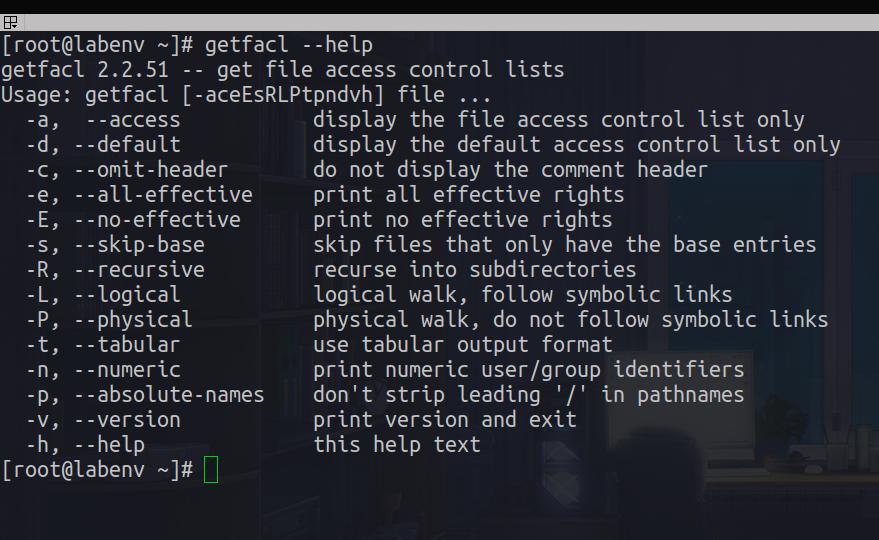 [root@labenv ~]# getfacl --help
getfacl 2.2.51 -- get file access control lists
Usage: getfacl [-aceEsRLPtpndvh] file ...
  -a,  --access           display the file access control list only
  -d, --default           display the default access control list only
  -c, --omit-header       do not display the comment header
  -e, --all-effective     print all effective rights
  -E, --no-effective      print no effective rights
  -s, --skip-base         skip files that only have the base entries
  -R, --recursive         recurse into subdirectories
  -L, --logical           logical walk, follow symbolic links
  -P, --physical          physical walk, do not follow symbolic links
  -t, --tabular           use tabular output format
  -n, --numeric           print numeric user/group identifiers
  -p, --absolute-names    don't strip leading '/' in pathnames
  -v, --version           print version and exit
  -h, --help              this help text
[root@labenv ~]#